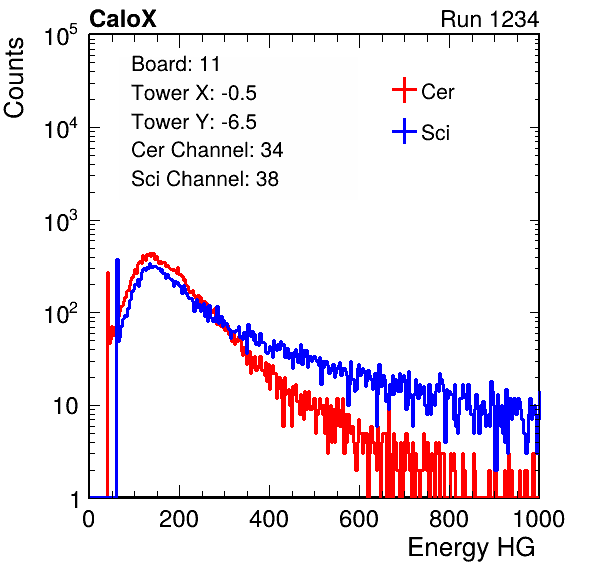 CaloX
Run 1234
Counts
10^5
10^4
10^3
10^2
10
1
Board: 11
Tower X: -0.5
Tower Y: -6.5
Cer Channel: 34
Sci Channel: 38
Cer
Sci
0 200 400 600 800 1000
Energy HG